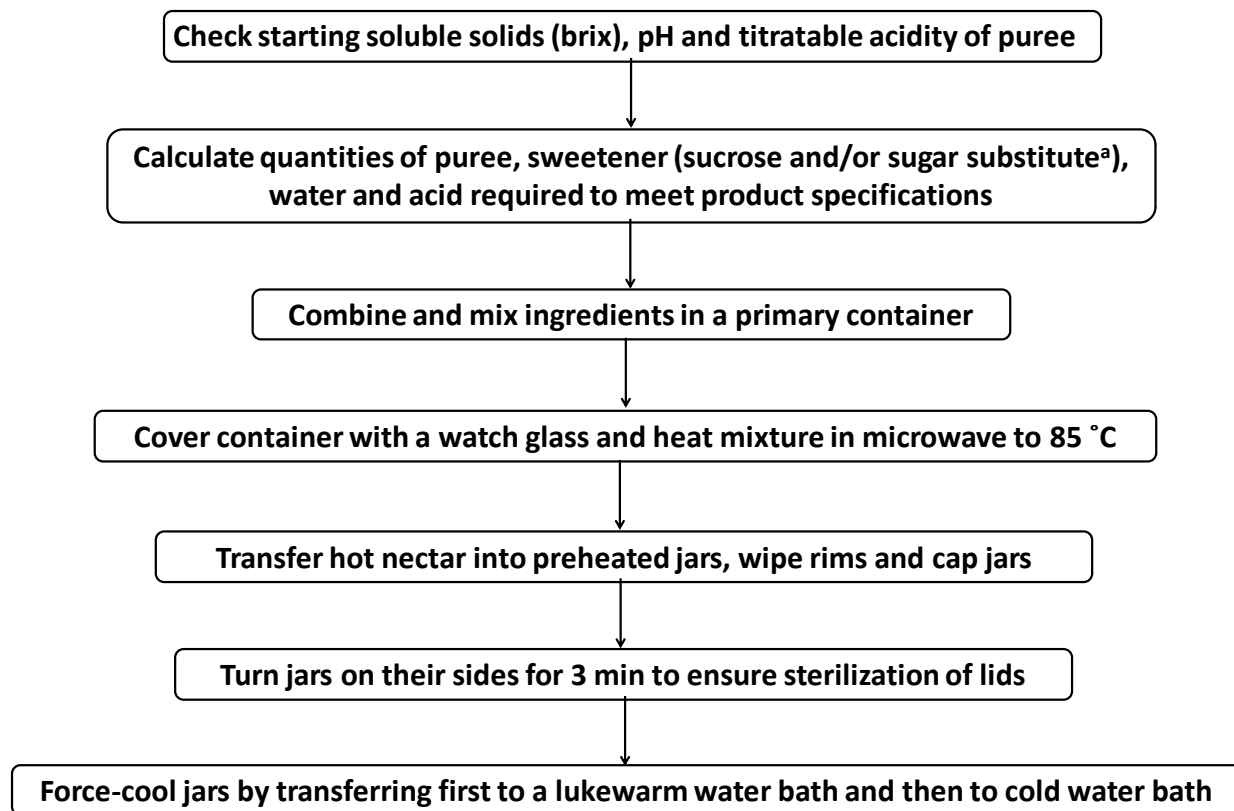 Check starting soluble solids (brix), pH and titratable acidity of puree
Calculate quantities of puree, sweetener (sucrose and/or sugar substituteᵃ),
water and acid required to meet product specifications
Combine and mix ingredients in a primary container
Cover container with a watch glass and heat mixture in microwave to 85 ˚C
Transfer hot nectar into preheated jars, wipe rims and cap jars
Turn jars on their sides for 3 min to ensure sterilization of lids
Force-cool jars by transferring first to a lukewarm water bath and then to cold water bath